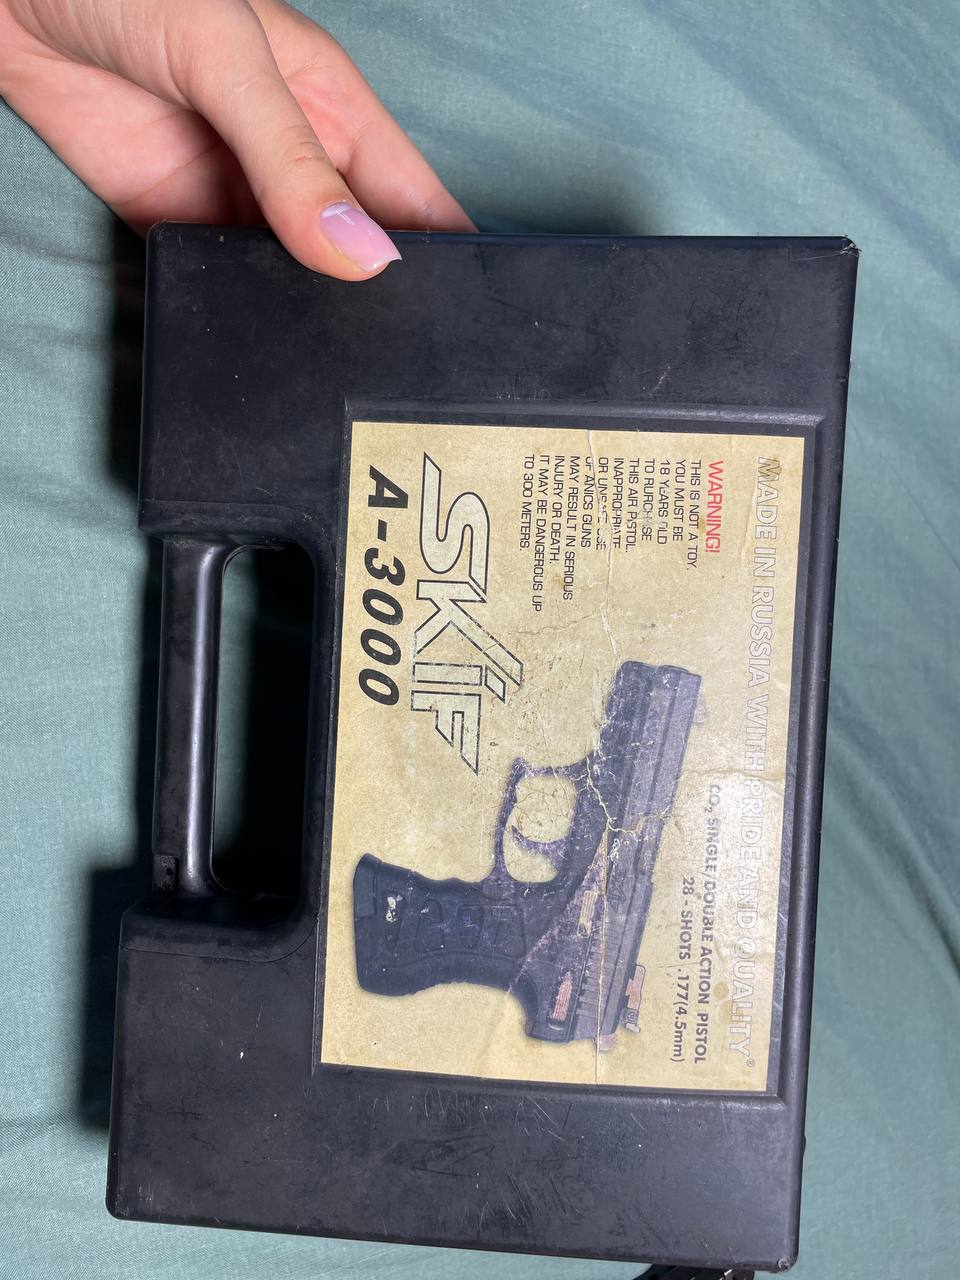 MADE IN RUSSIA WITH PRIDE AND QUALITY®
WARNING!
THIS IS NOT A TOY.
YOU MUST BE
18 YEARS OLD
TO RURCHASE
THIS AIR PISTOL.
INAPPROPRIATE
OR UNSAFE USE
OF ANICS GUNS
MAY RESULT IN SERIOUS
INJURY OR DEATH.
IT MAY BE DANGEROUS UP
TO 300 METERS.
CO₂ SINGLE/DOUBLE ACTION PISTOL
28 - SHOTS .177(4.5mm)
SKIF
A-3000